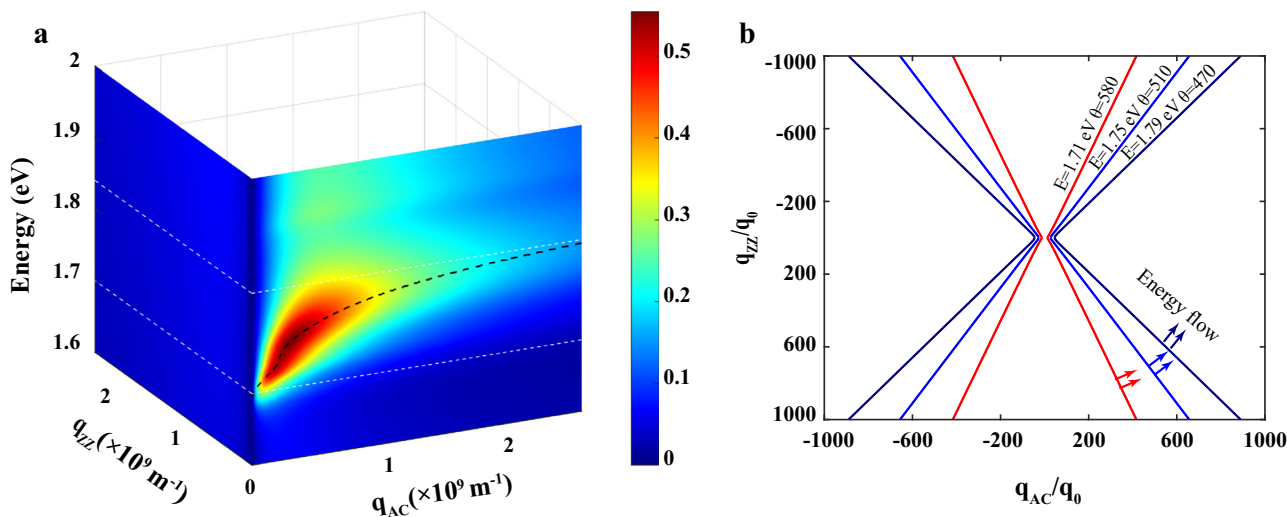 a
2
1.9
1.8
1.7
1.6
Energy (eV)
2
1
0
1
2
q_ZZ (×10⁹ m⁻¹)
q_AC (×10⁹ m⁻¹)
0.5
0.4
0.3
0.2
0.1
0
b
-1000
-600
-200
200
600
1000
q_ZZ/q_0
E=1.71 eV θ=580
E=1.75 eV θ=510
E=1.79 eV θ=470
Energy flow
-1000 -600 -200 200 600 1000
q_AC/q_0